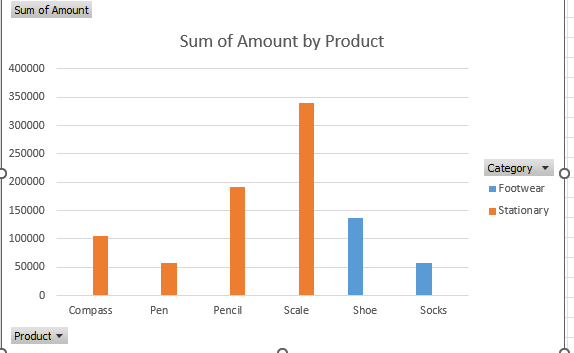 Sum of Amount
Sum of Amount by Product
400000
350000
300000
250000
200000
150000
100000
50000
0
Compass Pen Pencil Scale Shoe Socks
Category
Footwear
Stationary
Product